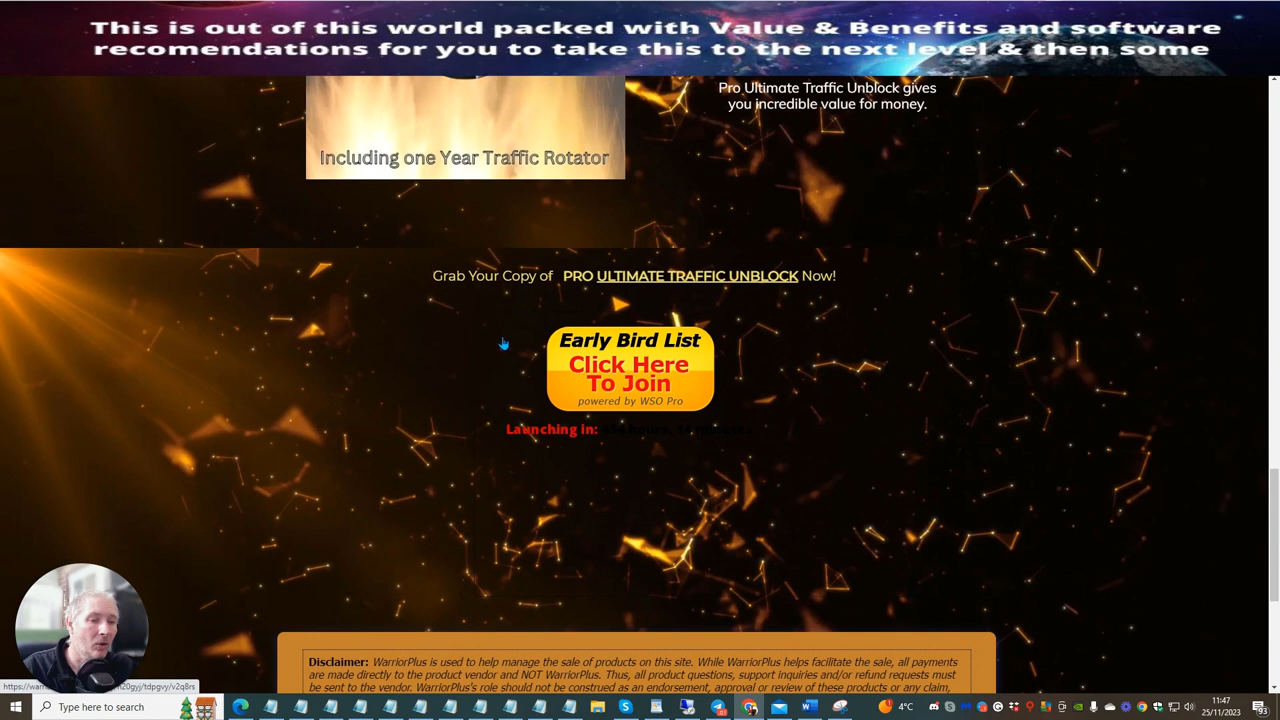 This is out of this world packed with Value & Benefits and software
recomendations for you to take this to the next level & then some
Pro Ultimate Traffic Unblock gives
you incredible value for money.
Including one Year Traffic Rotator
Grab Your Copy of PRO ULTIMATE TRAFFIC UNBLOCK Now!
Early Bird List
Click Here
To Join
powered by WSO Pro
Launching in: hours,
Disclaimer: WarriorPlus is used to help manage the sale of products on this site. While WarriorPlus helps facilitate the sale, all payments
are made directly to the product vendor and NOT WarriorPlus. Thus, all product questions, support inquiries and/or refund requests must
be sent to the vendor. WarriorPlus's role should not be construed as an endorsement, approval or review of these products or any claim,
Type here to search
4°C
11:47
25/11/2023